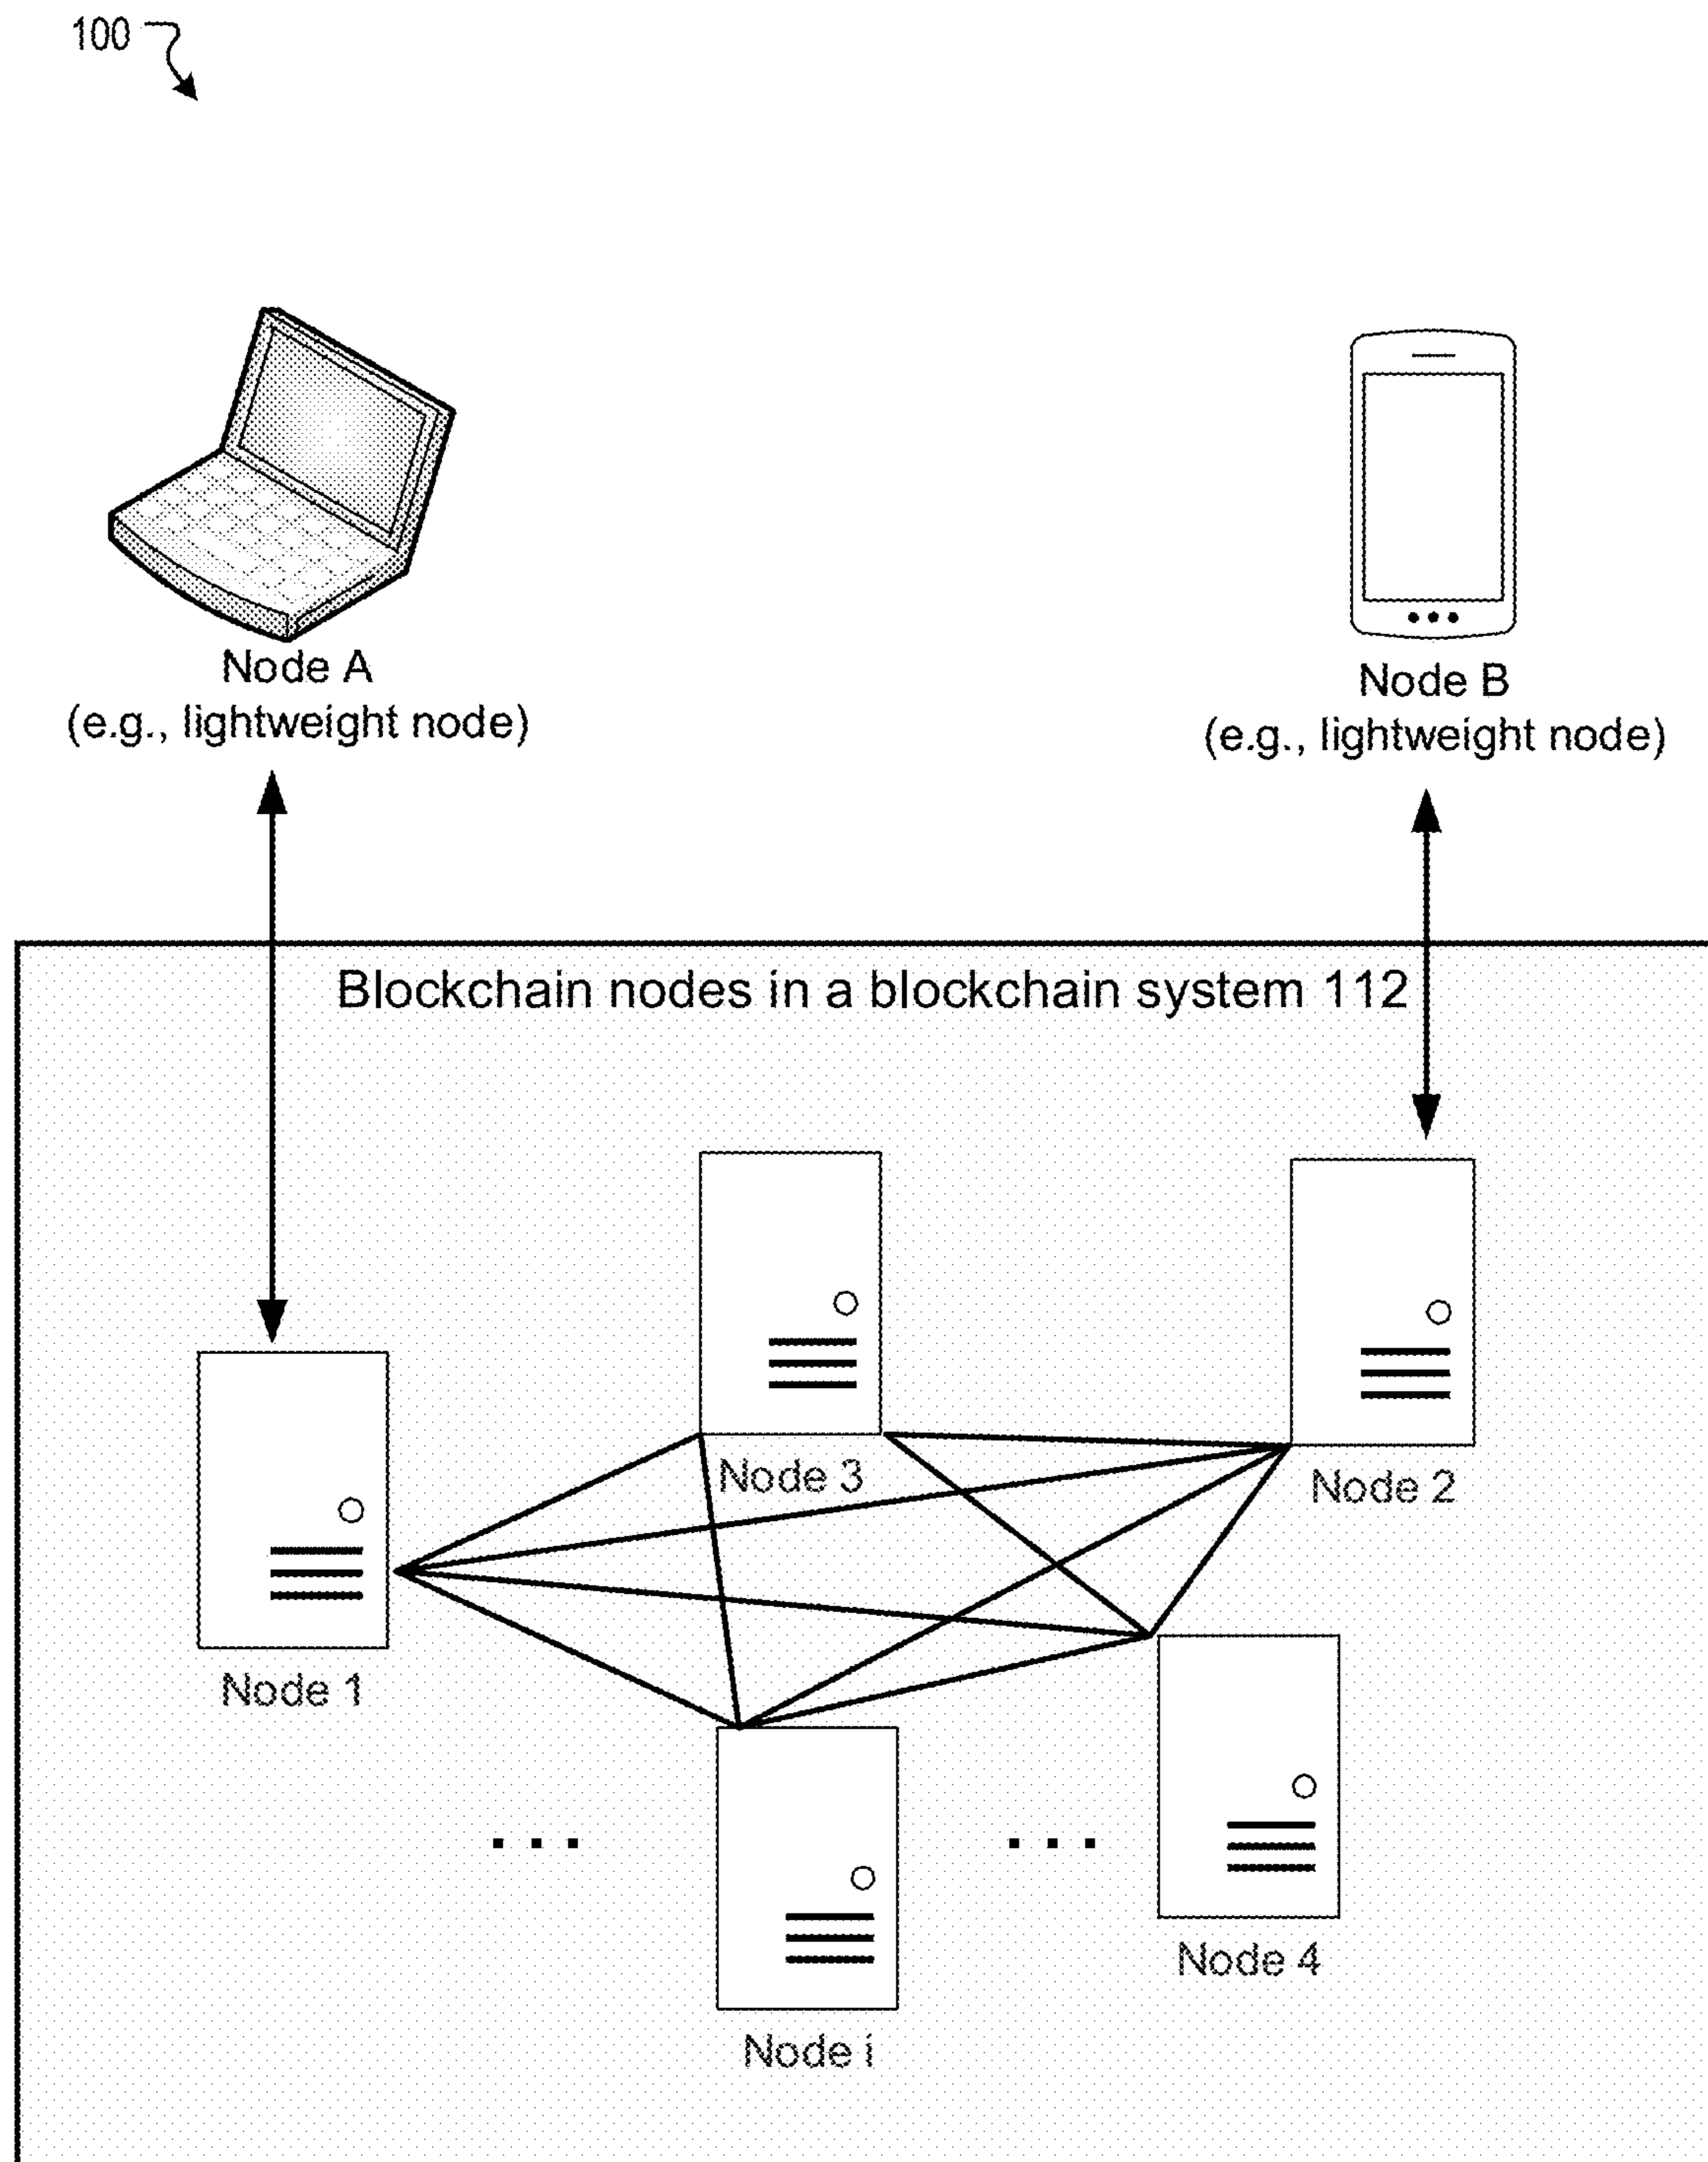 100
Node A
(e.g., lightweight node)
Node B
(e.g., lightweight node)
Blockchain nodes in a blockchain system 112
Node 3
Node 2
Node 1
. . .
. . .
Node 4
Node i